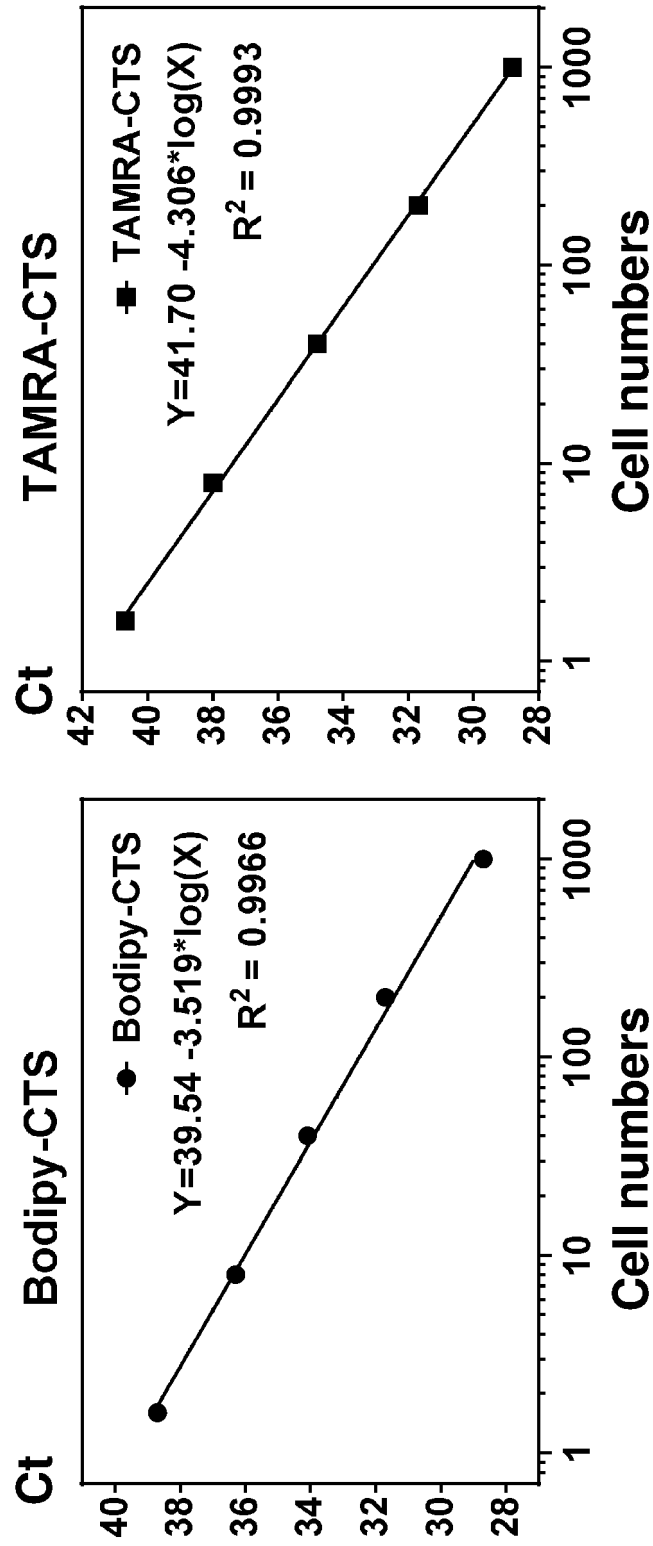 Ct
Bodipy-CTS
Bodipy-CTS
Y=39.54 -3.519*log(X)
R² = 0.9966
40
38
36
34
32
30
28
1
10
100
1000
Cell numbers
Ct
TAMRA-CTS
TAMRA-CTS
Y=41.70 -4.306*log(X)
R² = 0.9993
42
40
38
36
34
32
30
28
1
10
100
1000
Cell numbers